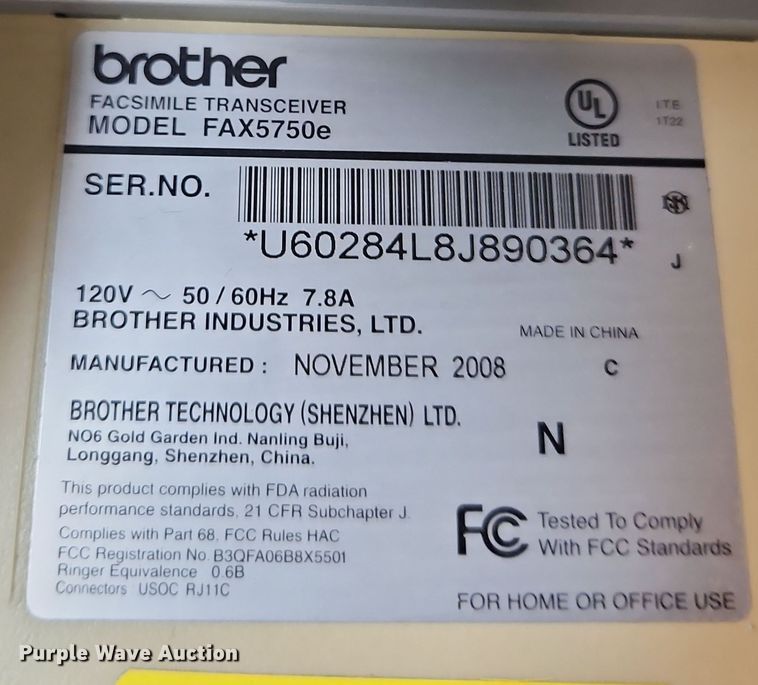 brother
FACSIMILE TRANSCEIVER
MODEL FAX5750e
UL
LISTED
I.T.E
1T22
SER.NO.
*U60284L8J890364*
J
120V ~ 50/60Hz 7.8A
BROTHER INDUSTRIES, LTD.
MADE IN CHINA
MANUFACTURED : NOVEMBER 2008
C
BROTHER TECHNOLOGY (SHENZHEN) LTD.
NO6 Gold Garden Ind. Nanling Buji,
Longgang, Shenzhen, China.
N
This product complies with FDA radiation
performance standards, 21 CFR Subchapter J.
Complies with Part 68, FCC Rules HAC
FCC Registration No. B3QFA06B8X5501
Ringer Equivalence 0.6B
Connectors USOC RJ11C
FC Tested To Comply
With FCC Standards
FOR HOME OR OFFICE USE
Purple Wave Auction